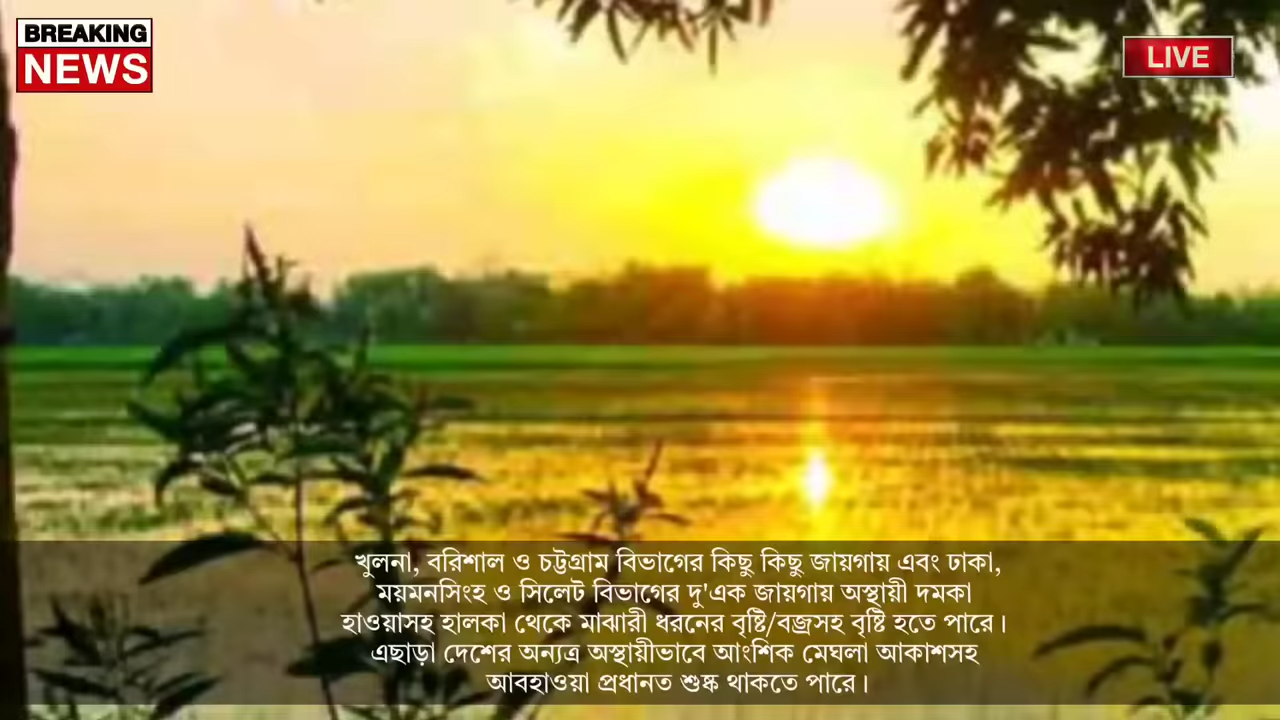 BREAKING
NEWS
LIVE
খুলনা, বরিশাল ও চট্টগ্রাম বিভাগের কিছু কিছু জায়গায় এবং ঢাকা,
ময়মনসিংহ ও সিলেট বিভাগের দু'এক জায়গায় অস্থায়ী দমকা
হাওয়াসহ হালকা থেকে মাঝারী ধরনের বৃষ্টি/বজ্রসহ বৃষ্টি হতে পারে।
এছাড়া দেশের অন্যত্র অস্থায়ীভাবে আংশিক মেঘলা আকাশসহ
আবহাওয়া প্রধানত শুষ্ক থাকতে পারে।